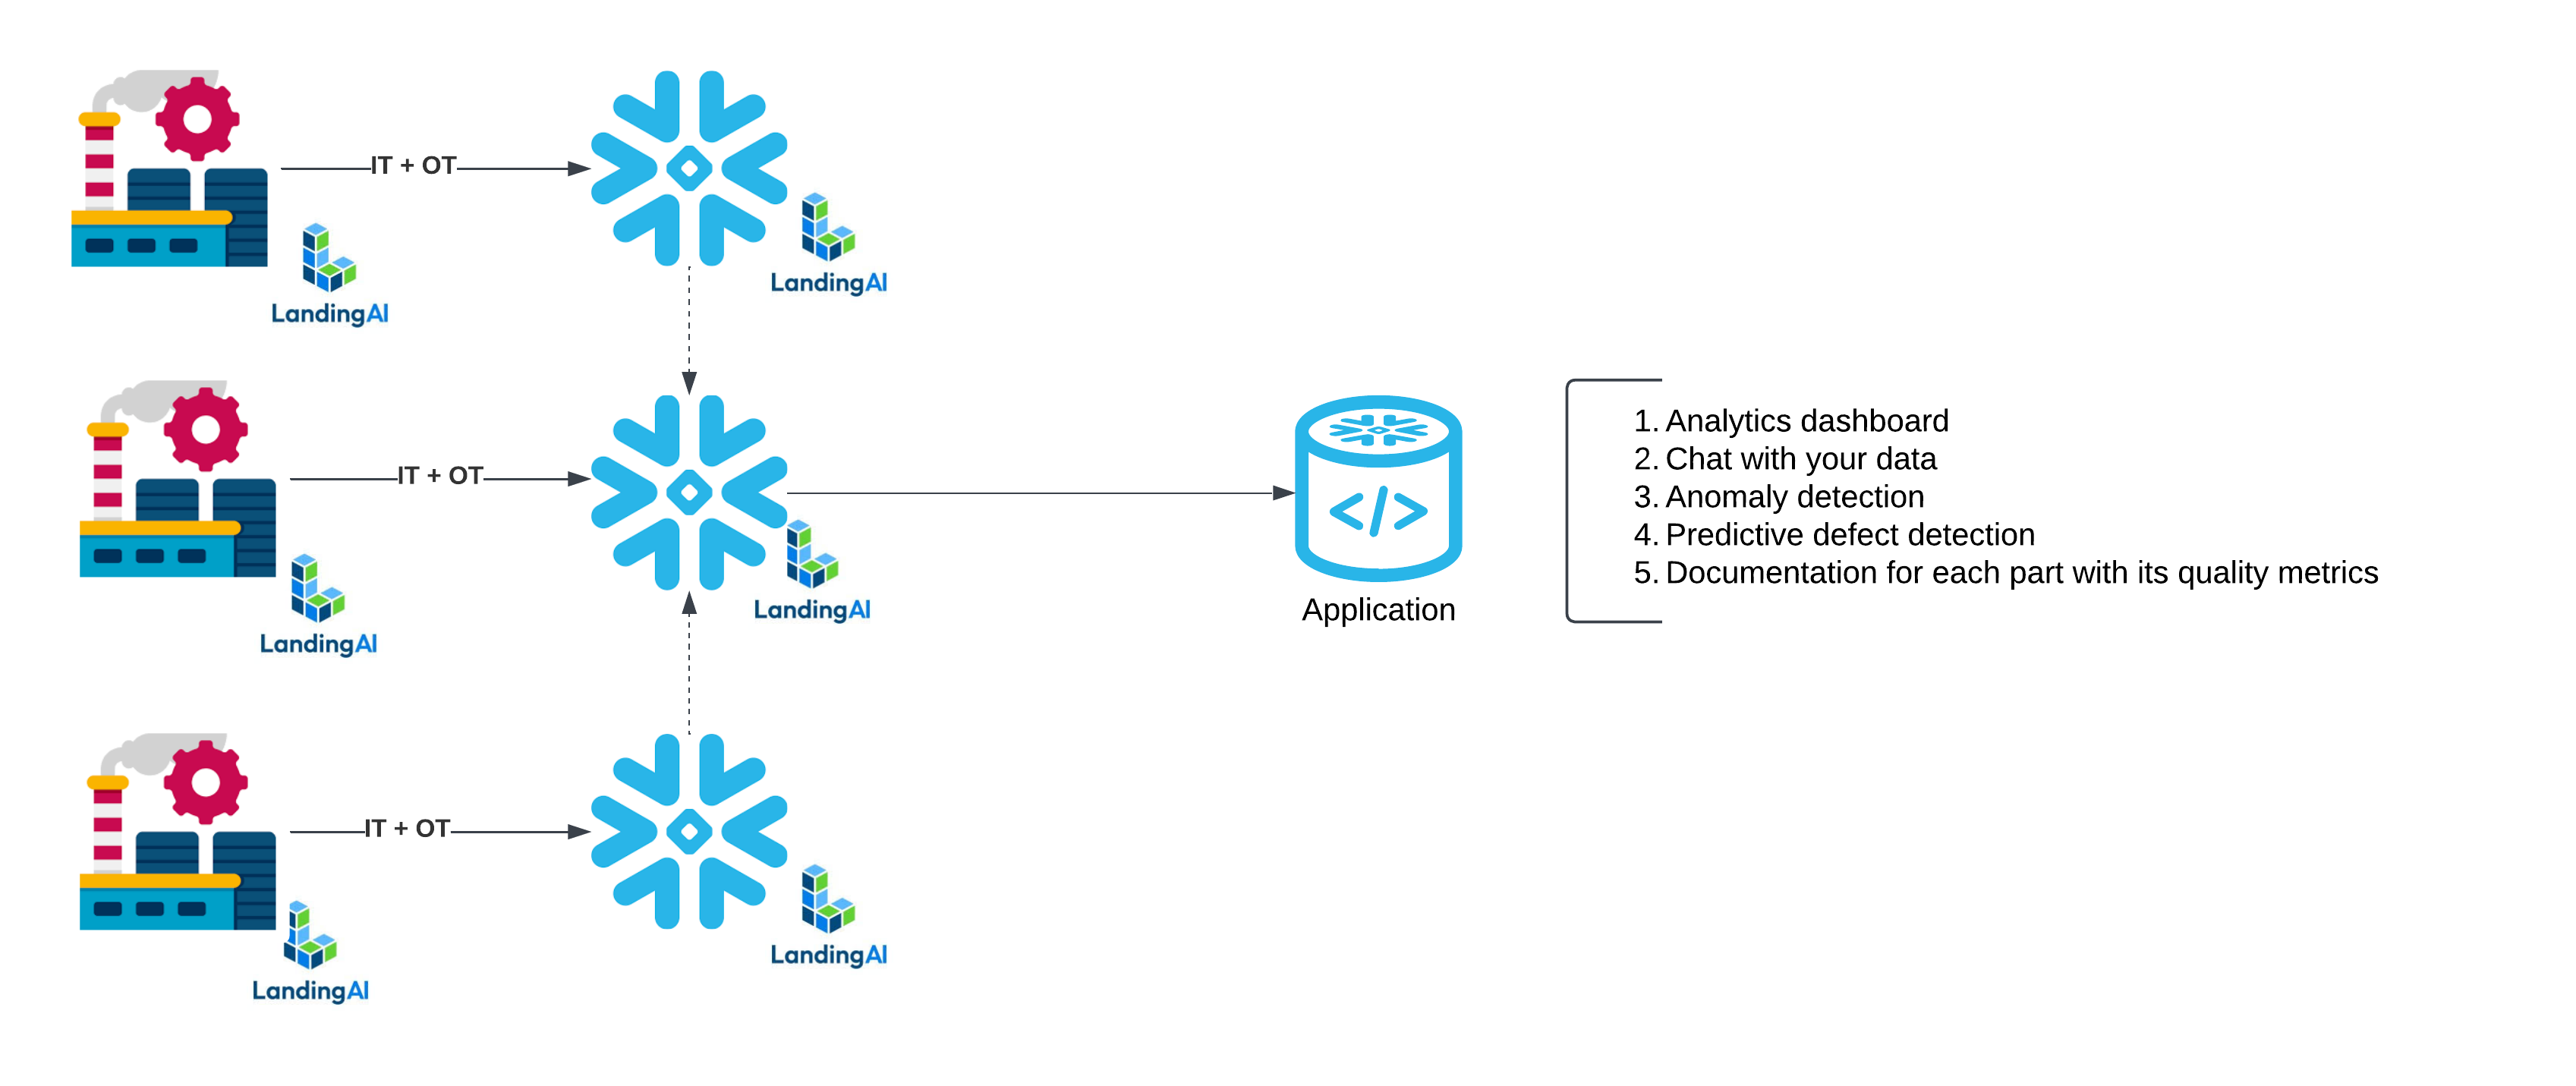 IT + OT
LandingAI
LandingAI
IT + OT
LandingAI
LandingAI
Application
1. Analytics dashboard
2. Chat with your data
3. Anomaly detection
4. Predictive defect detection
5. Documentation for each part with its quality metrics
IT + OT
LandingAI
LandingAI